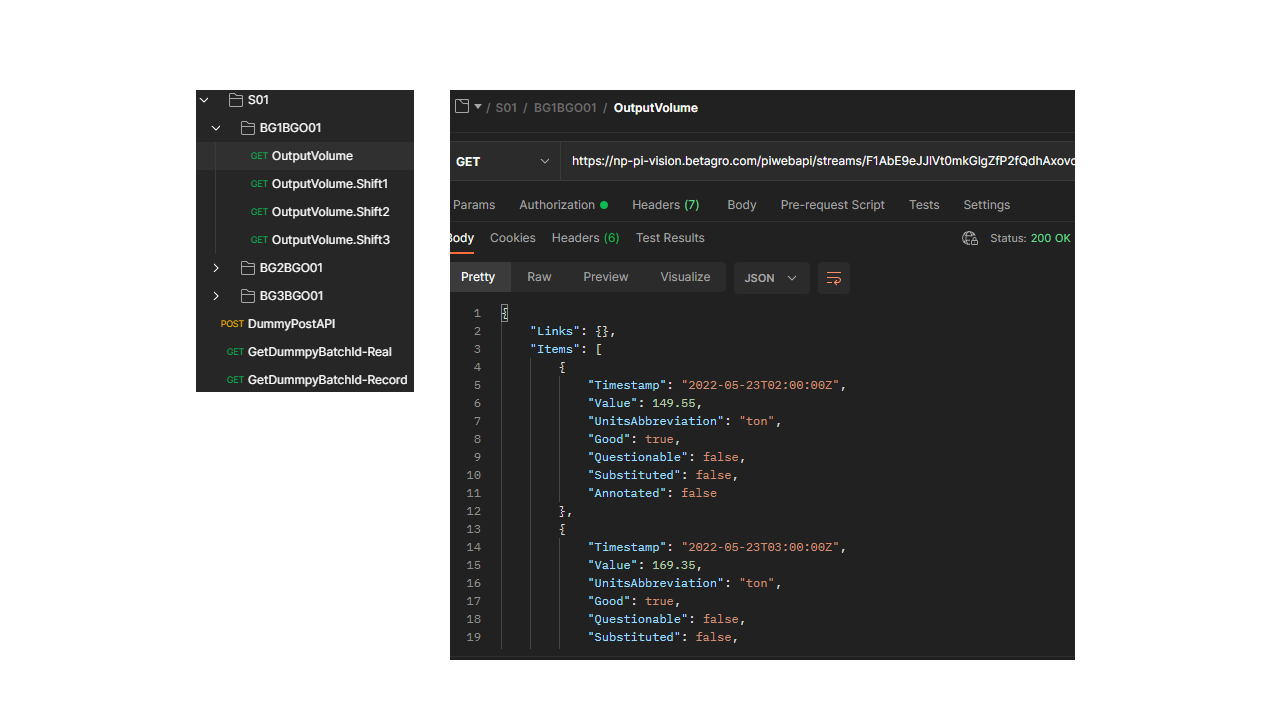 S01
BG1BGO01
GET OutputVolume
GET OutputVolume.Shift1
GET OutputVolume.Shift2
GET OutputVolume.Shift3
BG2BGO01
BG3BGO01
POST DummyPostAPI
GET GetDummpyBatchId-Real
GET GetDummpyBatchId-Record
/ S01 / BG1BGO01 / OutputVolume
GET https://np-pi-vision.betagro.com/piwebapi/streams/
Params Authorization Headers (7) Body Pre-request Script Tests Settings
Body Cookies Headers (6) Test Results Status: 200 OK
Pretty Raw Preview Visualize JSON
1 {
2 "Links": {},
3 "Items": [
4 {
5 "Timestamp": "2022-05-23T02:00:00Z",
6 "Value": 149.55,
7 "UnitsAbbreviation": "ton",
8 "Good": true,
9 "Questionable": false,
10 "Substituted": false,
11 "Annotated": false
12 },
13 {
14 "Timestamp": "2022-05-23T03:00:00Z",
15 "Value": 169.35,
16 "UnitsAbbreviation": "ton",
17 "Good": true,
18 "Questionable": false,
19 "Substituted": false,